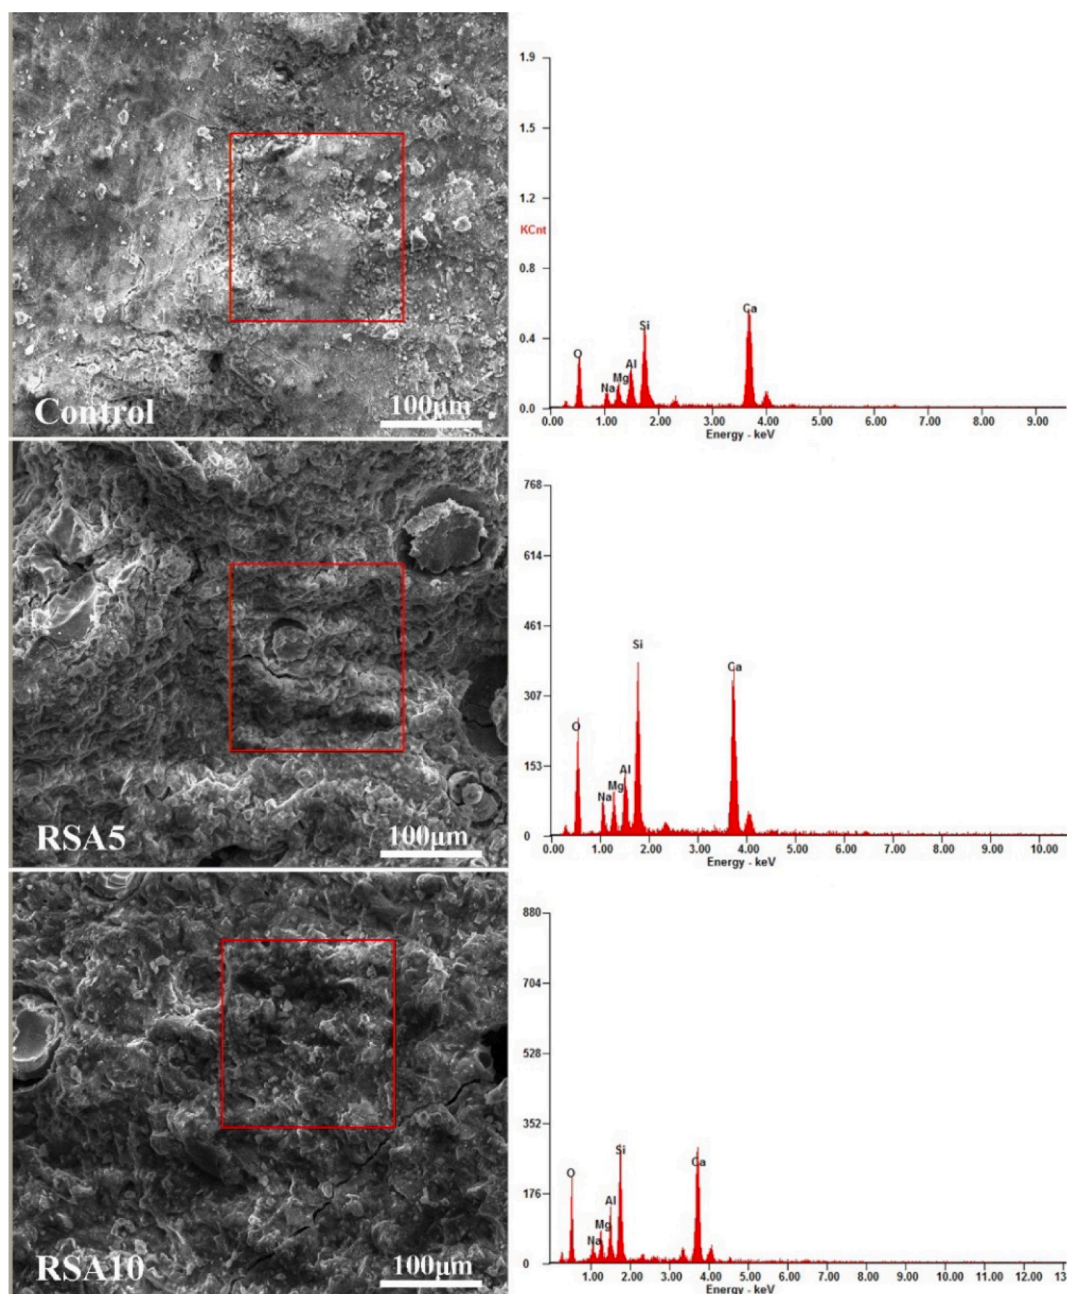 Control
100μm
1.9
1.5
1.2
KCnt
0.8
0.4
0.0
O
Na
Mg
Al
Si
Ca
0.00 1.00 2.00 3.00 4.00 5.00 6.00 7.00 8.00 9.00
Energy - keV
RSA5
100μm
768
614
461
307
153
0
O
Na
Mg
Al
Si
Ca
0.00 1.00 2.00 3.00 4.00 5.00 6.00 7.00 8.00 9.00 10.00
Energy - keV
RSA10
100μm
880
704
528
352
176
0
O
Na
Mg
Al
Si
Ca
1.00 2.00 3.00 4.00 5.00 6.00 7.00 8.00 9.00 10.00 11.00 12.00 13
Energy - keV